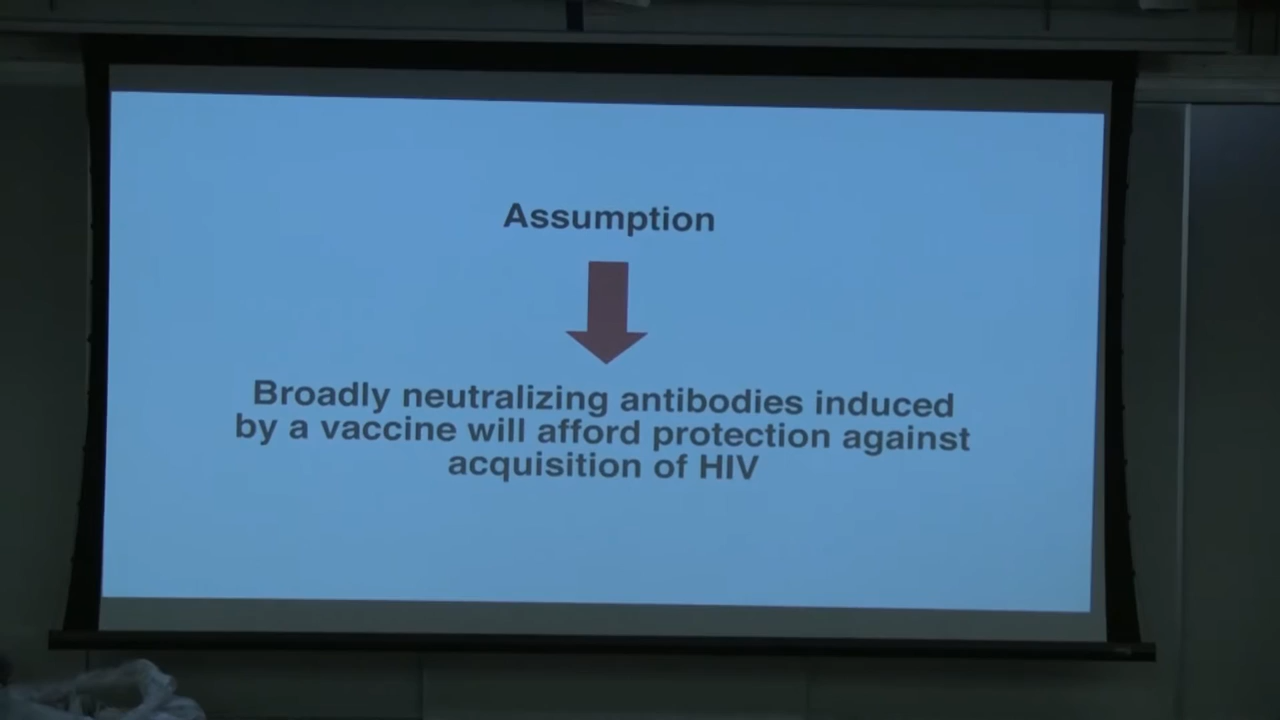 Assumption
Broadly neutralizing antibodies induced
by a vaccine will afford protection against
acquisition of HIV